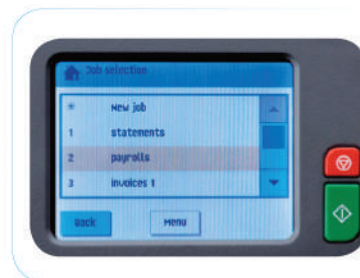 Job selection
* New job
1 statements
2 payrolls
3 invoices 1
Back Menu